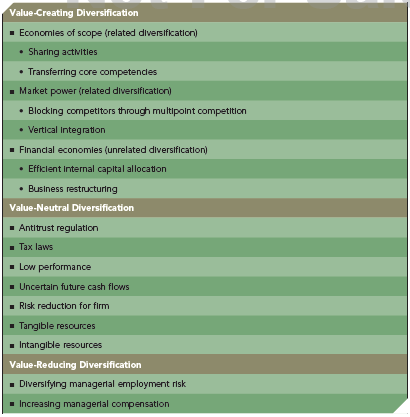 Value-Creating Diversification
▪ Economies of scope (related diversification)
• Sharing activities
• Transferring core competencies
▪ Market power (related diversification)
• Blocking competitors through multipoint competition
• Vertical integration
▪ Financial economies (unrelated diversification)
• Efficient internal capital allocation
• Business restructuring
Value-Neutral Diversification
▪ Antitrust regulation
▪ Tax laws
▪ Low performance
▪ Uncertain future cash flows
▪ Risk reduction for firm
▪ Tangible resources
▪ Intangible resources
Value-Reducing Diversification
▪ Diversifying managerial employment risk
▪ Increasing managerial compensation